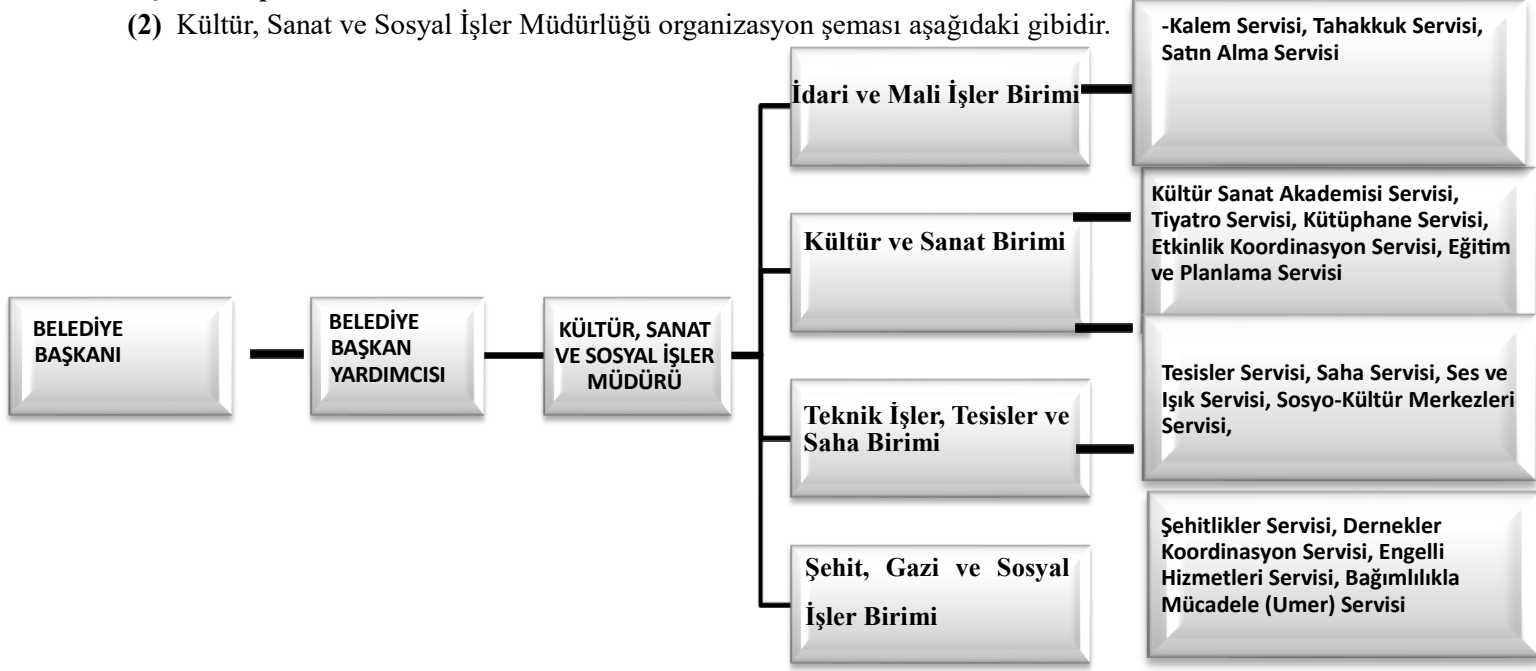 (2) Kültür, Sanat ve Sosyal İşler Müdürlüğü organizasyon şeması aşağıdaki gibidir.
BELEDİYE
BAŞKANI
BELEDİYE
BAŞKAN
YARDIMCISI
KÜLTÜR, SANAT
VE SOSYAL İŞLER
MÜDÜRÜ
İdari ve Mali İşler Birimi
-Kalem Servisi, Tahakkuk Servisi,
Satın Alma Servisi
Kültür ve Sanat Birimi
Kültür Sanat Akademisi Servisi,
Tiyatro Servisi, Kütüphane Servisi,
Etkinlik Koordinasyon Servisi, Eğitim
ve Planlama Servisi
Teknik İşler, Tesisler ve
Saha Birimi
Tesisler Servisi, Saha Servisi, Ses ve
Işık Servisi, Sosyo-Kültür Merkezleri
Servisi,
Şehit, Gazi ve Sosyal
İşler Birimi
Şehitlikler Servisi, Dernekler
Koordinasyon Servisi, Engelli
Hizmetleri Servisi, Bağımlılıkla
Mücadele (Umer) Servisi